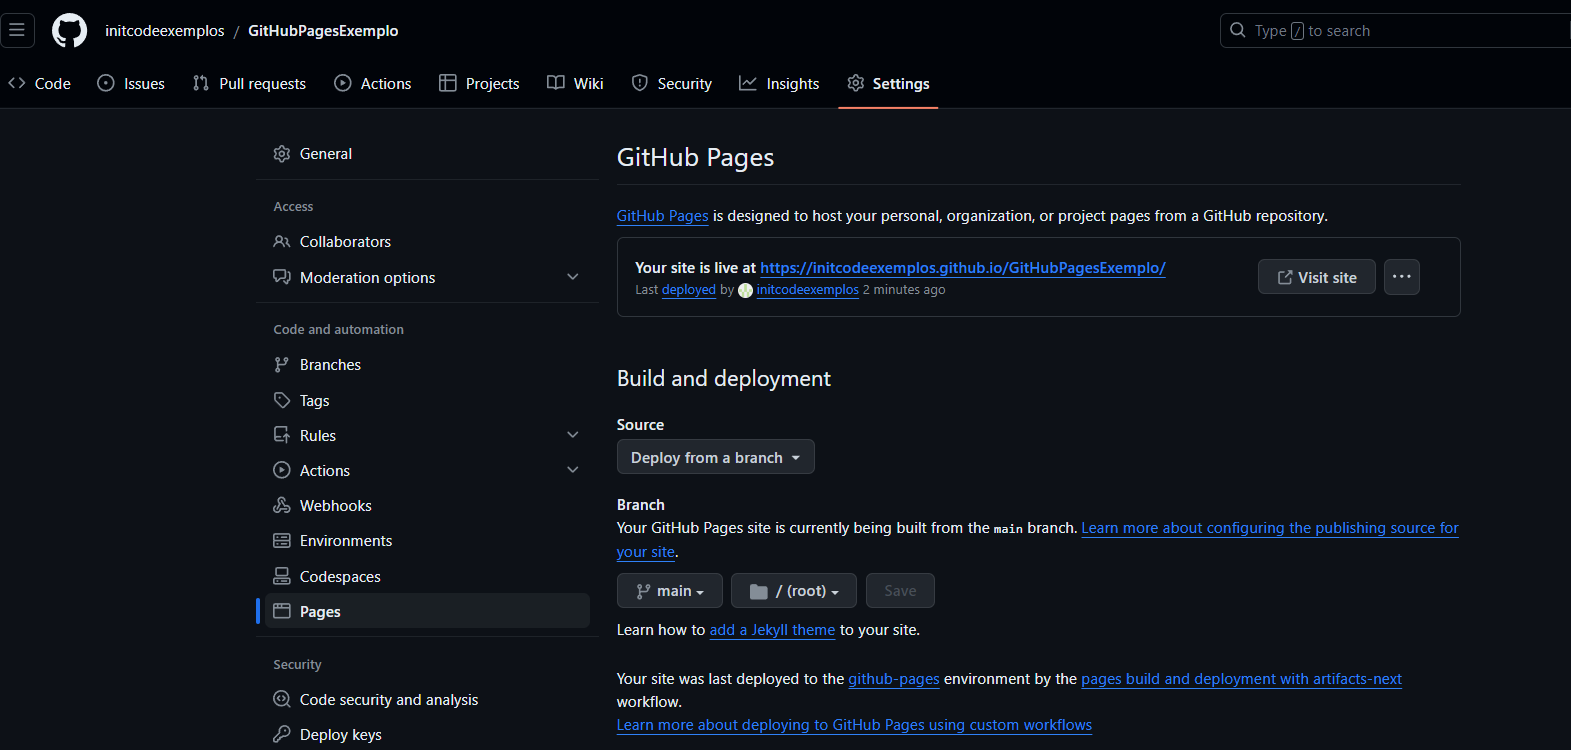 initcodeexemplos / GitHubPagesExemplo
Type / to search
Code Issues Pull requests Actions Projects Wiki Security Insights Settings
General
Access
Collaborators
Moderation options
Code and automation
Branches
Tags
Rules
Actions
Webhooks
Environments
Codespaces
Pages
Security
Code security and analysis
Deploy keys
GitHub Pages
GitHub Pages is designed to host your personal, organization, or project pages from a GitHub repository.
Your site is live at https://initcodeexemplos.github.io/GitHubPagesExemplo/
Last deployed by initcodeexemplos 2 minutes ago
Visit site
Build and deployment
Source
Deploy from a branch
Branch
Your GitHub Pages site is currently being built from the main branch. Learn more about configuring the publishing source for
your site.
main / (root) Save
Learn how to add a Jekyll theme to your site.
Your site was last deployed to the github-pages environment by the pages build and deployment with artifacts-next
workflow.
Learn more about deploying to GitHub Pages using custom workflows